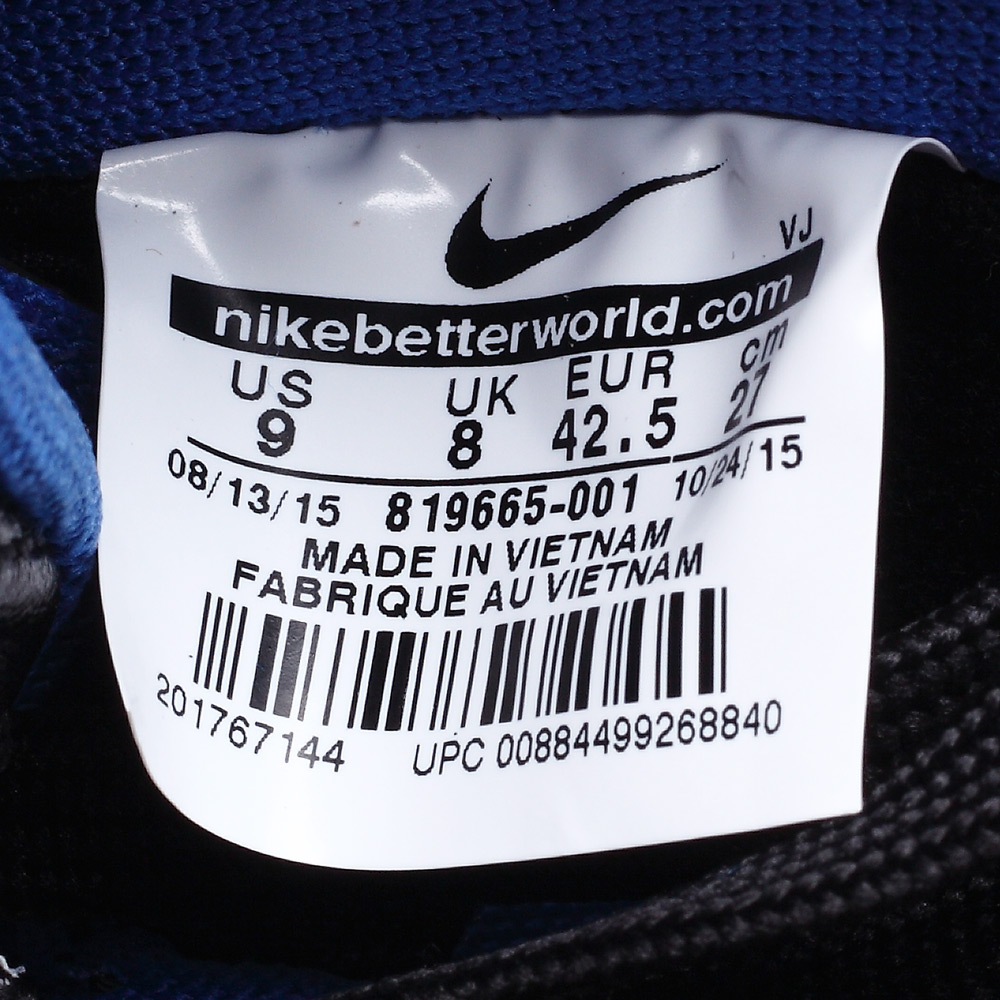 VJ
nikebetterworld.com
US UK EUR cm
9 8 42.5 27
08/13/15 819665-001 10/24/15
MADE IN VIETNAM
FABRIQUE AU VIETNAM
201767144 UPC 00884499268840